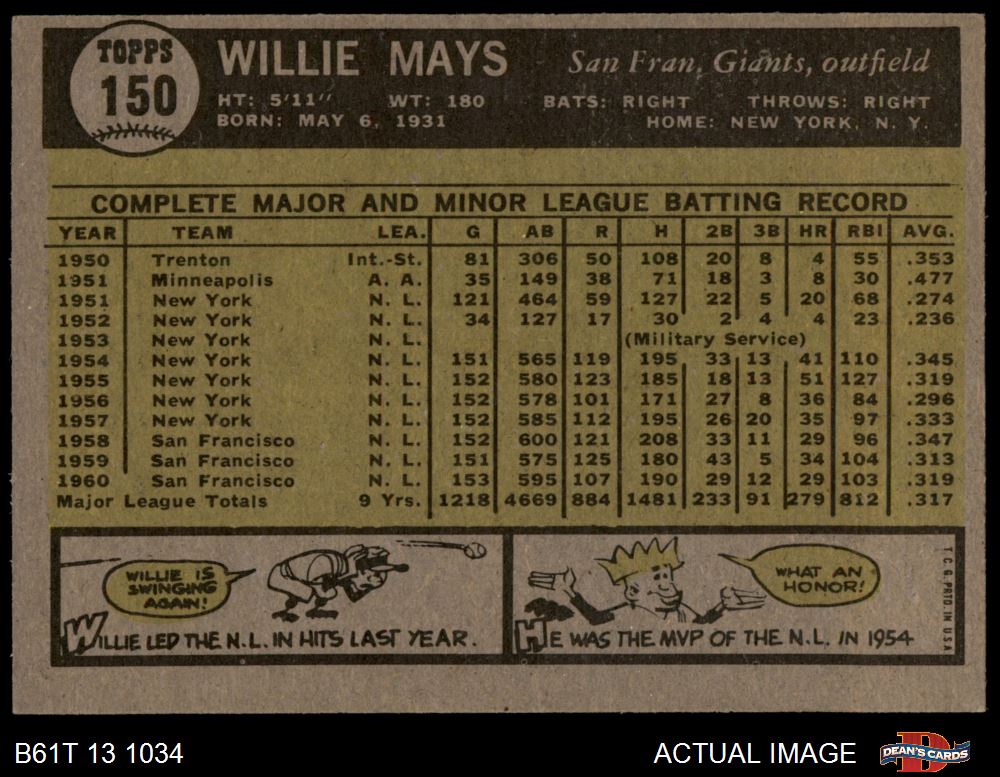 TOPPS
150
WILLIE MAYS
San Fran. Giants, outfield
HT: 5'11" WT: 180 BATS: RIGHT THROWS: RIGHT
BORN: MAY 6, 1931 HOME: NEW YORK, N. Y.
COMPLETE MAJOR AND MINOR LEAGUE BATTING RECORD
YEAR TEAM LEA. G AB R H 2B 3B HR RBI AVG.
1950 Trenton Int.-St. 81 306 50 108 20 8 4 55 .353
1951 Minneapolis A. A. 35 149 38 71 18 3 8 30 .477
1951 New York N. L. 121 464 59 127 22 5 20 68 .274
1952 New York N. L. 34 127 17 30 2 4 4 23 .236
1953 New York N. L. (Military Service)
1954 New York N. L. 151 565 119 195 33 13 41 110 .345
1955 New York N. L. 152 580 123 185 18 13 51 127 .319
1956 New York N. L. 152 578 101 171 27 8 36 84 .296
1957 New York N. L. 152 585 112 195 26 20 35 97 .333
1958 San Francisco N. L. 152 600 121 208 33 11 29 96 .347
1959 San Francisco N. L. 151 575 125 180 43 5 34 104 .313
1960 San Francisco N. L. 153 595 107 190 29 12 29 103 .319
Major League Totals 9 Yrs. 1218 4669 884 1481 233 91 279 812 .317
WILLIE IS
SWINGING
AGAIN!
WILLIE LED THE N.L. IN HITS LAST YEAR.
WHAT AN
HONOR!
HE WAS THE MVP OF THE N.L. IN 1954
T.C.G. PRTD. IN U.S.A.
B61T 13 1034
ACTUAL IMAGE
DEAN'S CARDS